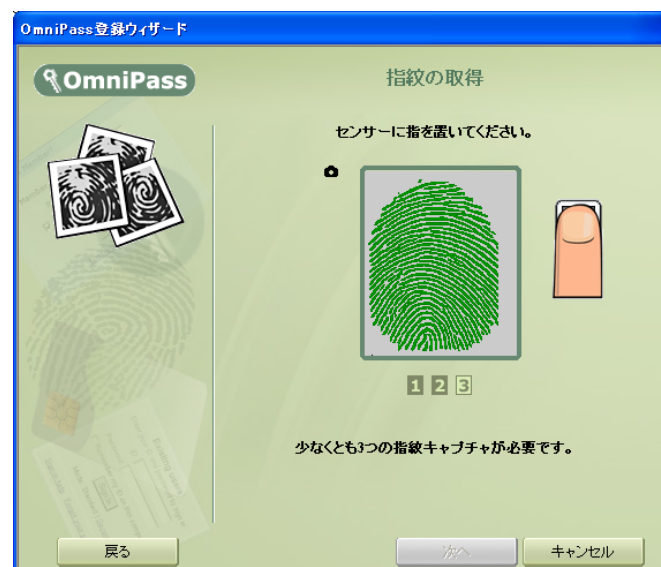 OmniPass登録ウィザード
OmniPass
指紋の取得
センサーに指を置いてください。
1 2 3
少なくとも3つの指紋キャプチャが必要です。
戻る
次へ
キャンセル